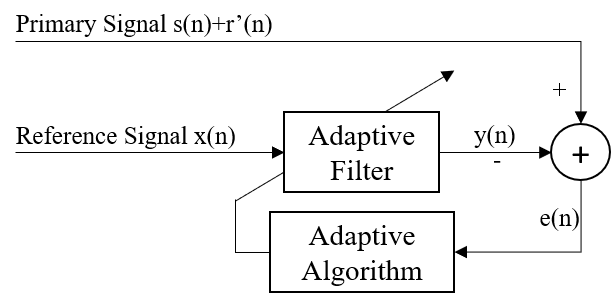 Primary Signal s(n)+r’(n)
+
Reference Signal x(n)
Adaptive
Filter
y(n)
-
+
e(n)
Adaptive
Algorithm